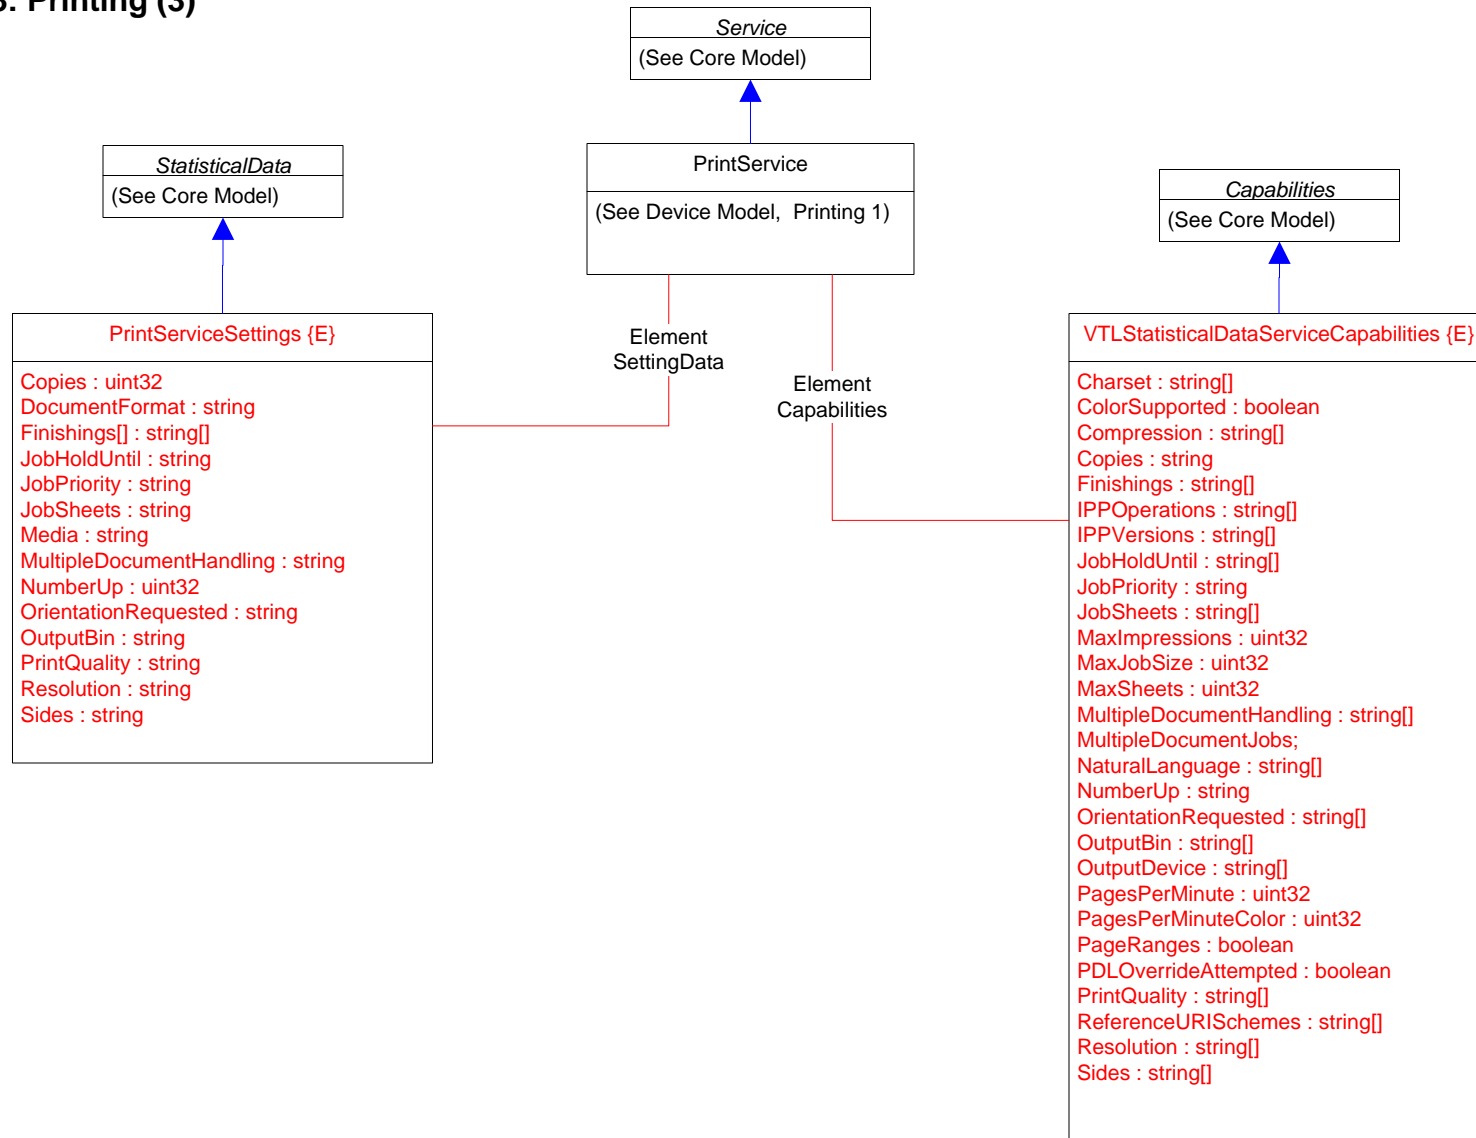 3: Printing (3)
Service
(See Core Model)
PrintService
(See Device Model,  Printing 1)
StatisticalData
(See Core Model)
Capabilities
(See Core Model)
PrintServiceSettings {E}
Copies : uint32
DocumentFormat : string
Finishings[] : string[]
JobHoldUntil : string
JobPriority : string
JobSheets : string
Media : string
MultipleDocumentHandling : string
NumberUp : uint32
OrientationRequested : string
OutputBin : string
PrintQuality : string
Resolution : string
Sides : string
Element
SettingData
Element
Capabilities
VTLStatisticalDataServiceCapabilities {E}
Charset : string[]
ColorSupported : boolean
Compression : string[]
Copies : string
Finishings : string[]
IPPOperations : string[]
IPPVersions : string[]
JobHoldUntil : string[]
JobPriority : string
JobSheets : string[]
MaxImpressions : uint32
MaxJobSize : uint32
MaxSheets : uint32
MultipleDocumentHandling : string[]
MultipleDocumentJobs;
NaturalLanguage : string[]
NumberUp : string
OrientationRequested : string[]
OutputBin : string[]
OutputDevice : string[]
PagesPerMinute : uint32
PagesPerMinuteColor : uint32
PageRanges : boolean
PDLOverrideAttempted : boolean
PrintQuality : string[]
ReferenceURISchemes : string[]
Resolution : string[]
Sides : string[]